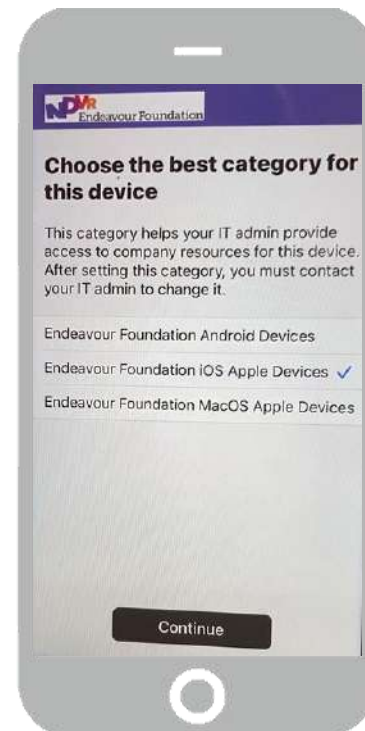 NDVR
Endeavour Foundation
Choose the best category for
this device
This category helps your IT admin provide
access to company resources for this device.
After setting this category, you must contact
your IT admin to change it.
Endeavour Foundation Android Devices
Endeavour Foundation iOS Apple Devices ✓
Endeavour Foundation MacOS Apple Devices
Continue